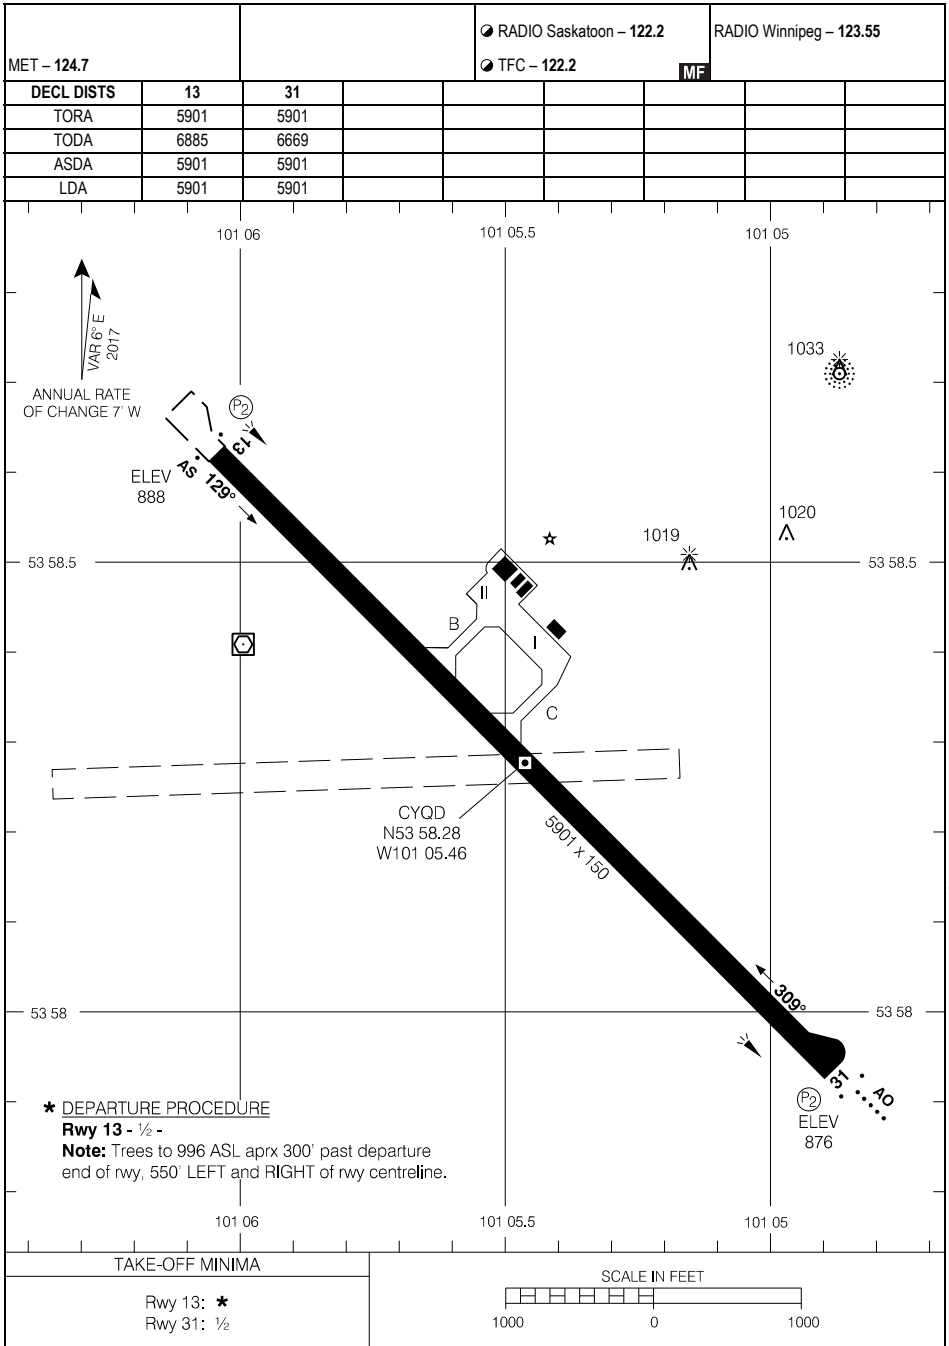 MET – 124.7
RADIO Saskatoon – 122.2
TFC – 122.2
MF
RADIO Winnipeg – 123.55
DECL DISTS 13 31
TORA 5901 5901
TODA 6885 6669
ASDA 5901 5901
LDA 5901 5901
101 06 101 05.5 101 05
VAR 6° E
2017
ANNUAL RATE
OF CHANGE 7' W
1033
P2
13
AS
129°
ELEV
888
1020
1019
53 58.5 53 58.5
II
B
I
C
CYQD
N53 58.28
W101 05.46
5901 x 150
309°
53 58 53 58
31
AO
P2
ELEV
876
* DEPARTURE PROCEDURE
Rwy 13 - ½ -
Note: Trees to 996 ASL aprx 300' past departure
end of rwy, 550' LEFT and RIGHT of rwy centreline.
101 06 101 05.5 101 05
TAKE-OFF MINIMA
Rwy 13: *
Rwy 31: ½
SCALE IN FEET
1000 0 1000